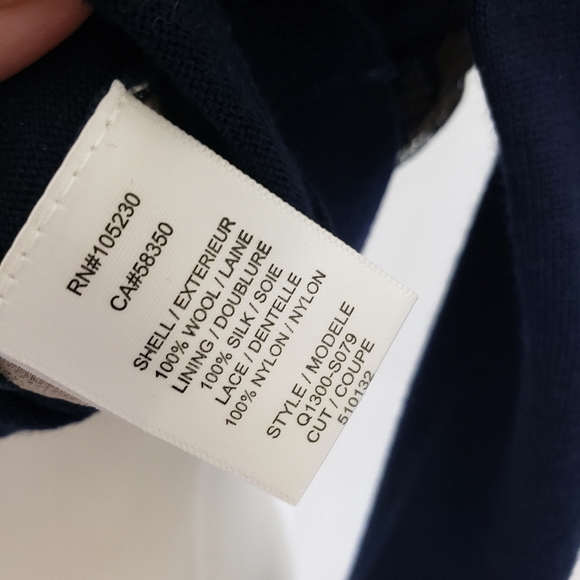 RN#105230
CA#58350
SHELL / EXTERIEUR
100% WOOL / LAINE
LINING / DOUBLURE
100% SILK / SOIE
LACE / DENTELLE
100% NYLON / NYLON
STYLE / MODELE
Q1300-S079
CUT / COUPE
510132